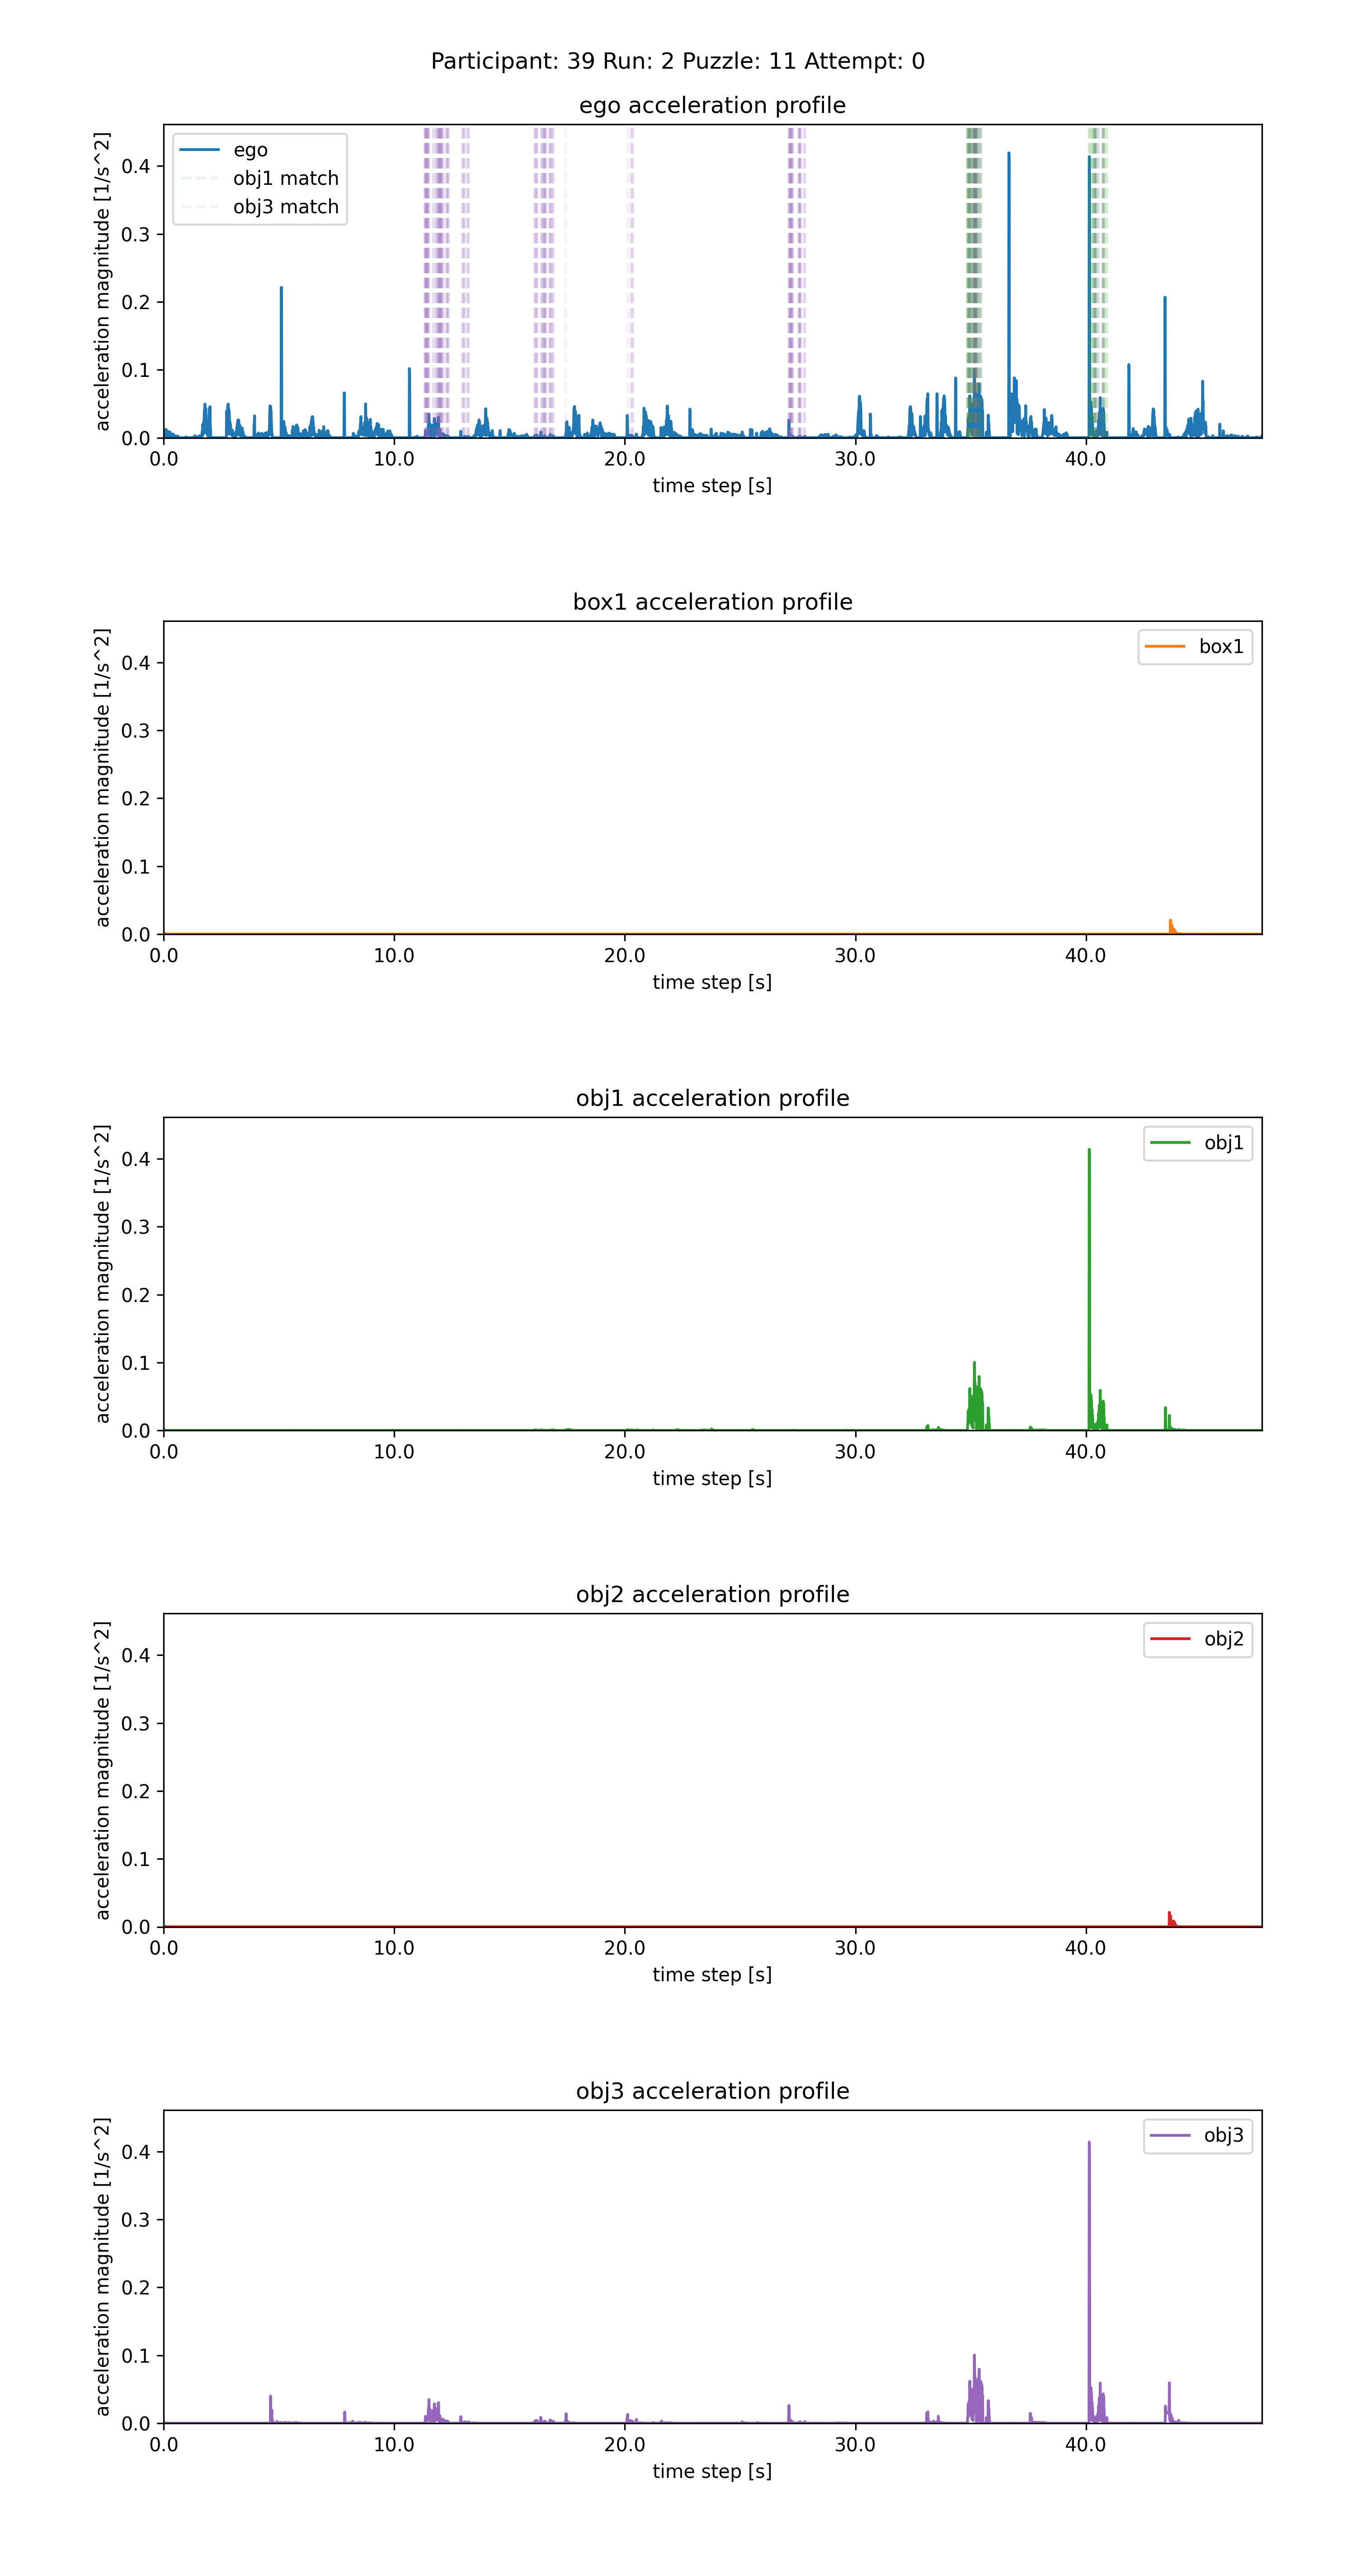 Participant: 39 Run: 2 Puzzle: 11 Attempt: 0
ego acceleration profile
acceleration magnitude [1/s^2]
0.4
0.3
0.2
0.1
0.0
ego
obj1 match
obj3 match
0.0 10.0 20.0 30.0 40.0
time step [s]
box1 acceleration profile
acceleration magnitude [1/s^2]
0.4
0.3
0.2
0.1
0.0
box1
0.0 10.0 20.0 30.0 40.0
time step [s]
obj1 acceleration profile
acceleration magnitude [1/s^2]
0.4
0.3
0.2
0.1
0.0
obj1
0.0 10.0 20.0 30.0 40.0
time step [s]
obj2 acceleration profile
acceleration magnitude [1/s^2]
0.4
0.3
0.2
0.1
0.0
obj2
0.0 10.0 20.0 30.0 40.0
time step [s]
obj3 acceleration profile
acceleration magnitude [1/s^2]
0.4
0.3
0.2
0.1
0.0
obj3
0.0 10.0 20.0 30.0 40.0
time step [s]